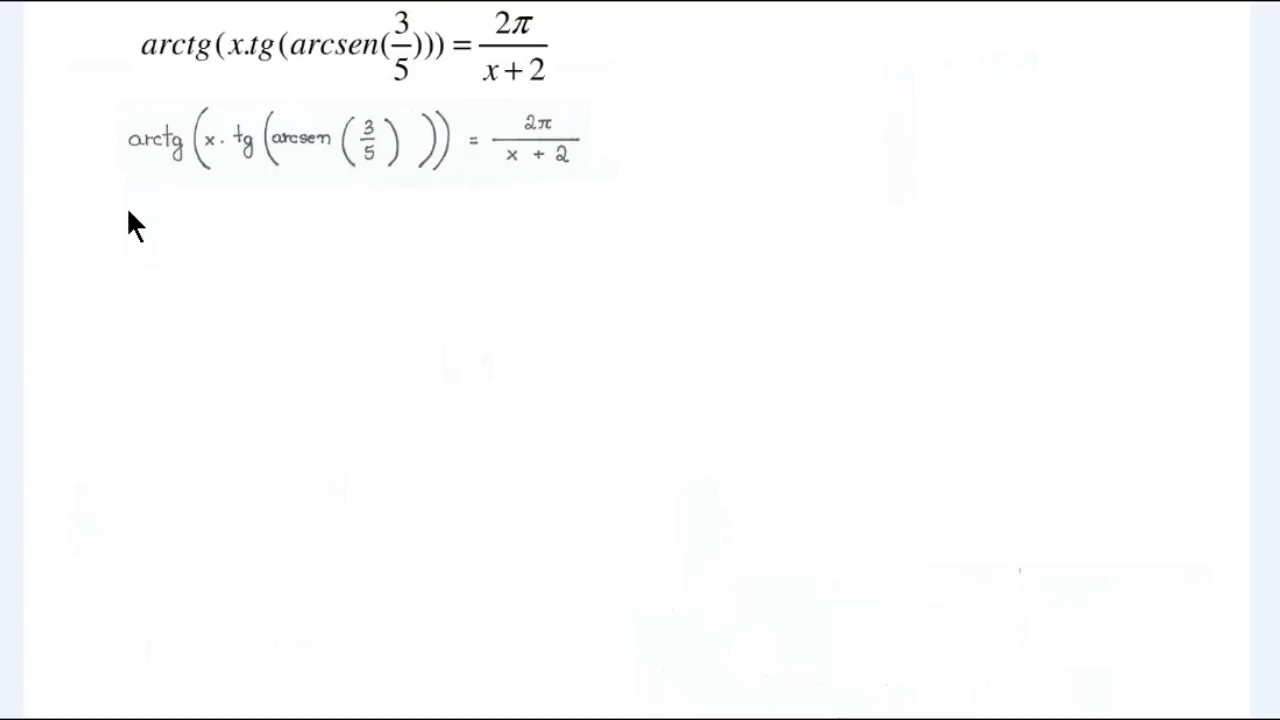 arctg(x.tg(arcsen(3/5))) = 2π/(x+2)
arctg(x · tg(arcsen(3/5))) = 2π/(x + 2)